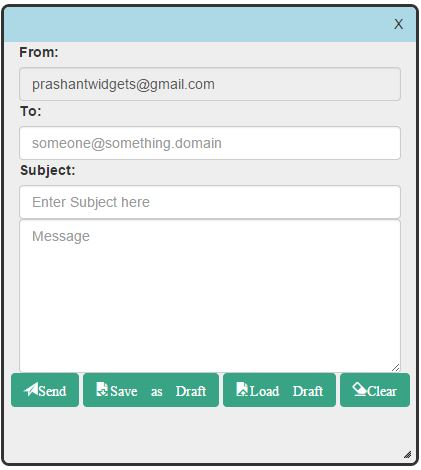 X
From:
prashantwidgets@gmail.com
To:
someone@something.domain
Subject:
Enter Subject here
Message
Send Save as Draft Load Draft Clear